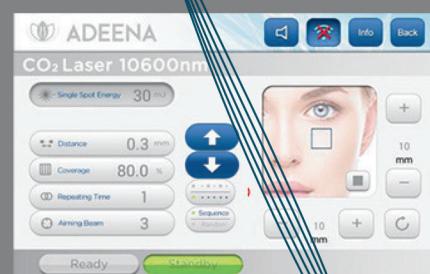 ADEENA
Info
Back
CO₂ Laser 10600nm
Single Spot Energy 30 mJ
Distance 0.3 mm
Coverage 80.0 %
Repeating Time 1
Aiming Beam 3
Sequence
Random
10
mm
10
mm
Ready
Standby